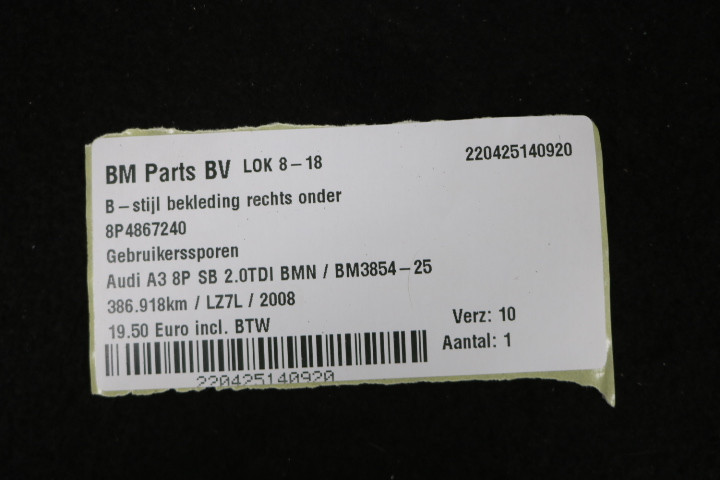 BM Parts BV LOK 8-18 220425140920
B-stijl bekleding rechts onder
8P4867240
Gebruikerssporen
Audi A3 8P SB 2.0TDI BMN / BM3854-25
386.918km / LZ7L / 2008
19.50 Euro incl. BTW Verz: 10
Aantal: 1
220425140920